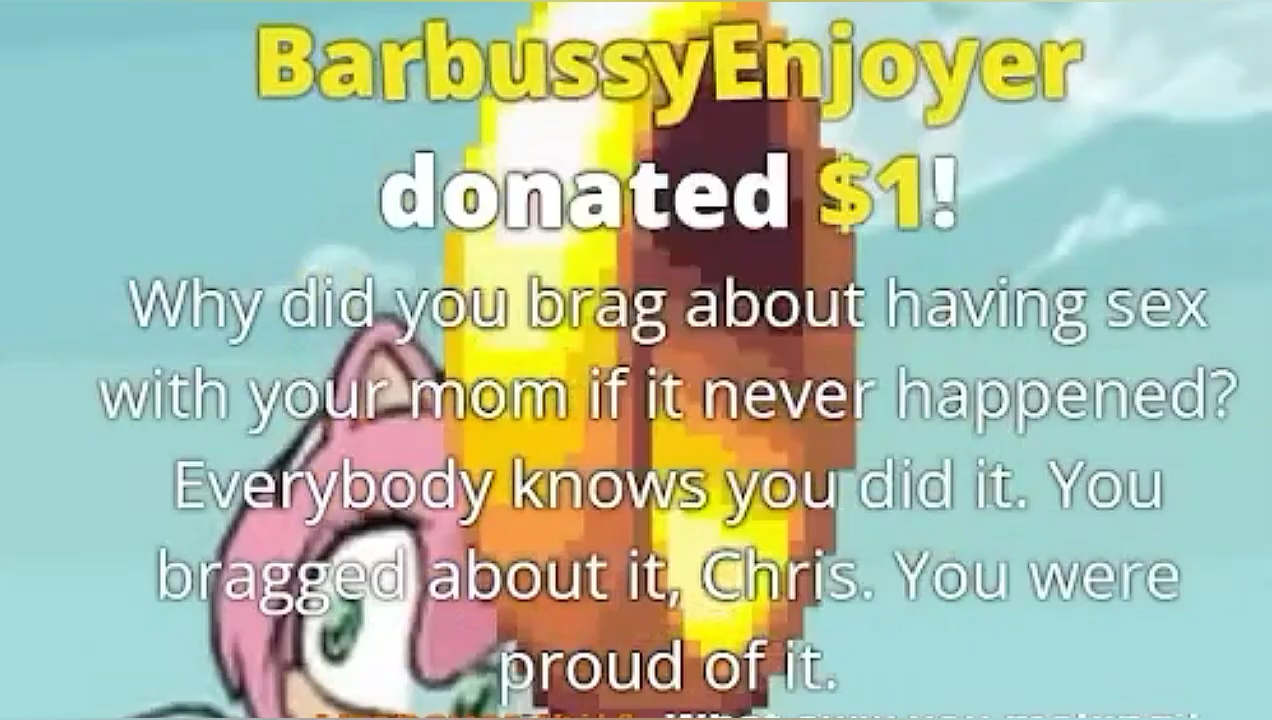 BarbussyEnjoyer
donated $1!
Why did you brag about having sex
with your mom if it never happened?
Everybody knows you did it. You
bragged about it, Chris. You were
proud of it.